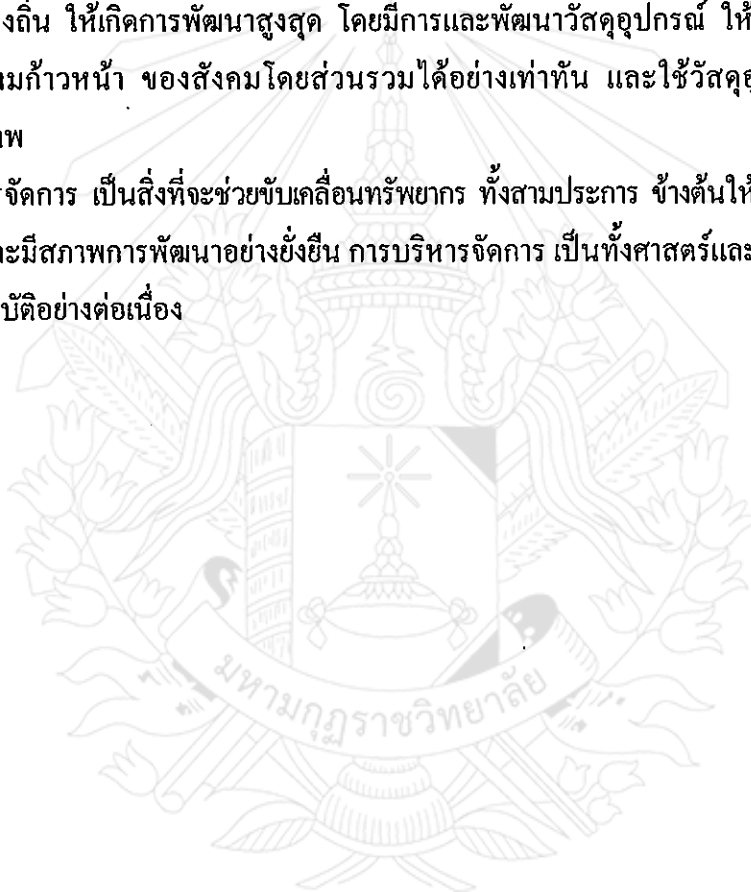 งถิ่น ให้เกิดการพัฒนาสูงสุด โดยมีการและพัฒนาวัสดุอุปกรณ์ ให้
มก้าวหน้า ของสังคมโดยส่วนรวมได้อย่างเท่าทัน และใช้วัสดุอุ
าพ
รจัดการ เป็นสิ่งที่จะช่วยขับเคลื่อนทรัพยากร ทั้งสามประการ ข้างต้นให้
ะมีสภาพการพัฒนาอย่างยั่งยืน การบริหารจัดการ เป็นทั้งศาสตร์และ
บัติอย่างต่อเนื่อง
มหามกุฏราชวิทยาลัย